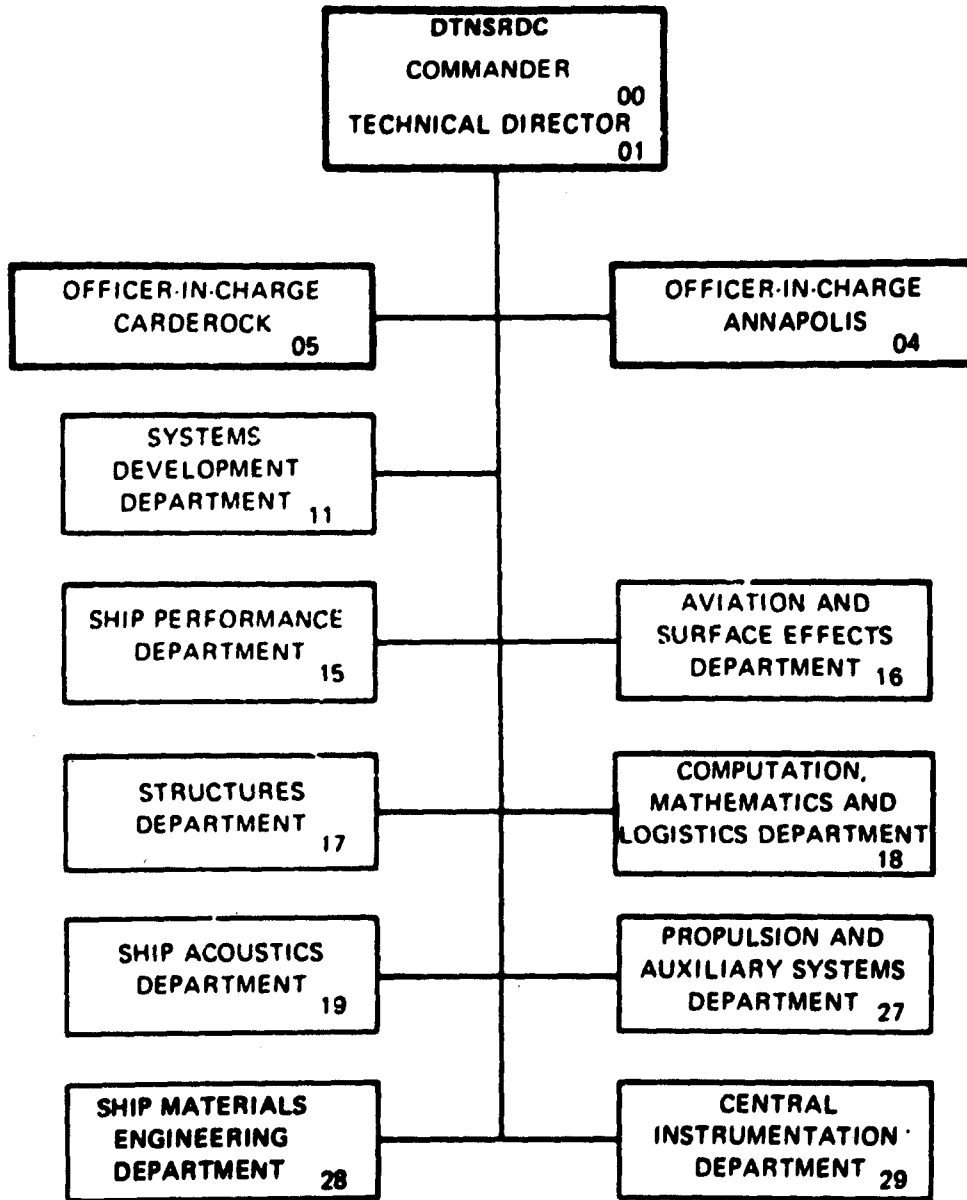 DTNSRDC
COMMANDER
00
TECHNICAL DIRECTOR
01
OFFICER-IN-CHARGE
CARDEROCK
05
OFFICER-IN-CHARGE
ANNAPOLIS
04
SYSTEMS
DEVELOPMENT
DEPARTMENT 11
SHIP PERFORMANCE
DEPARTMENT
15
AVIATION AND
SURFACE EFFECTS
DEPARTMENT 16
STRUCTURES
DEPARTMENT
17
COMPUTATION,
MATHEMATICS AND
LOGISTICS DEPARTMENT
18
SHIP ACOUSTICS
DEPARTMENT
19
PROPULSION AND
AUXILIARY SYSTEMS
DEPARTMENT 27
SHIP MATERIALS
ENGINEERING
DEPARTMENT 28
CENTRAL
INSTRUMENTATION
DEPARTMENT 29